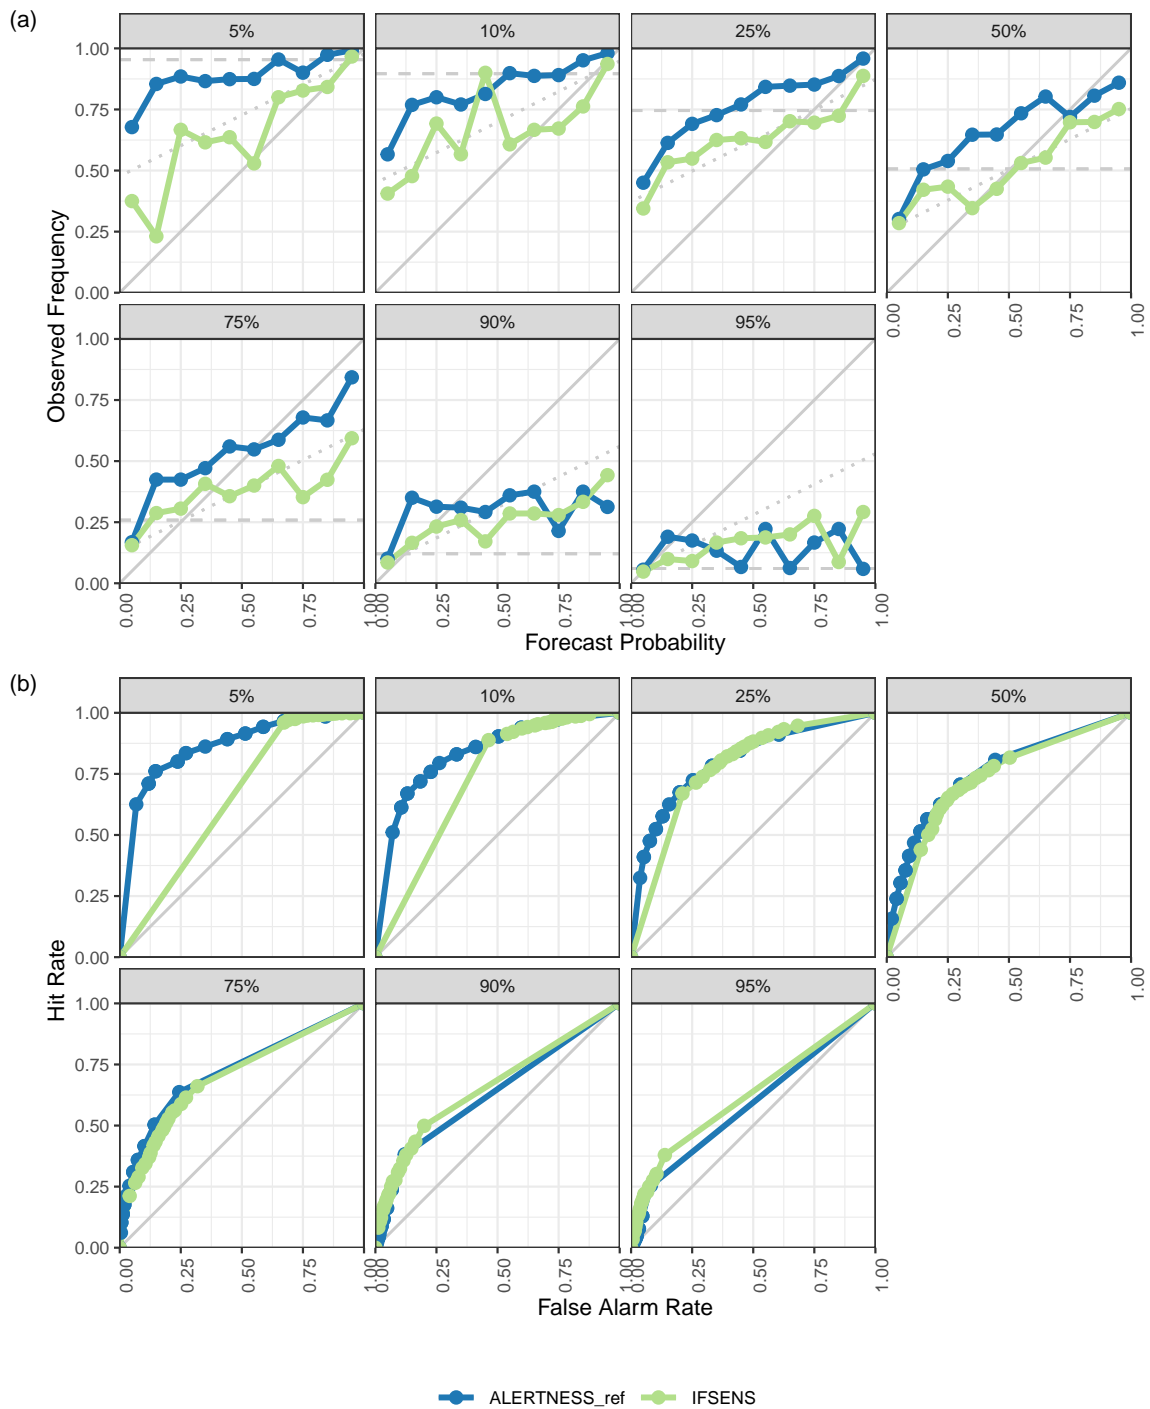 (a)
5% 10% 25% 50%
1.00
0.75
0.50
0.25
0.00
0.00 0.25 0.50 0.75 1.00
75% 90% 95%
1.00
0.75
0.50
0.25
0.00
0.00 0.25 0.50 0.75 1.00 0.00 0.25 0.50 0.75 1.00 0.00 0.25 0.50 0.75 1.00
Observed Frequency
Forecast Probability
(b)
5% 10% 25% 50%
1.00
0.75
0.50
0.25
0.00
0.00 0.25 0.50 0.75 1.00
75% 90% 95%
1.00
0.75
0.50
0.25
0.00
0.00 0.25 0.50 0.75 1.00 0.00 0.25 0.50 0.75 1.00 0.00 0.25 0.50 0.75 1.00
Hit Rate
False Alarm Rate
ALERTNESS_ref IFSENS